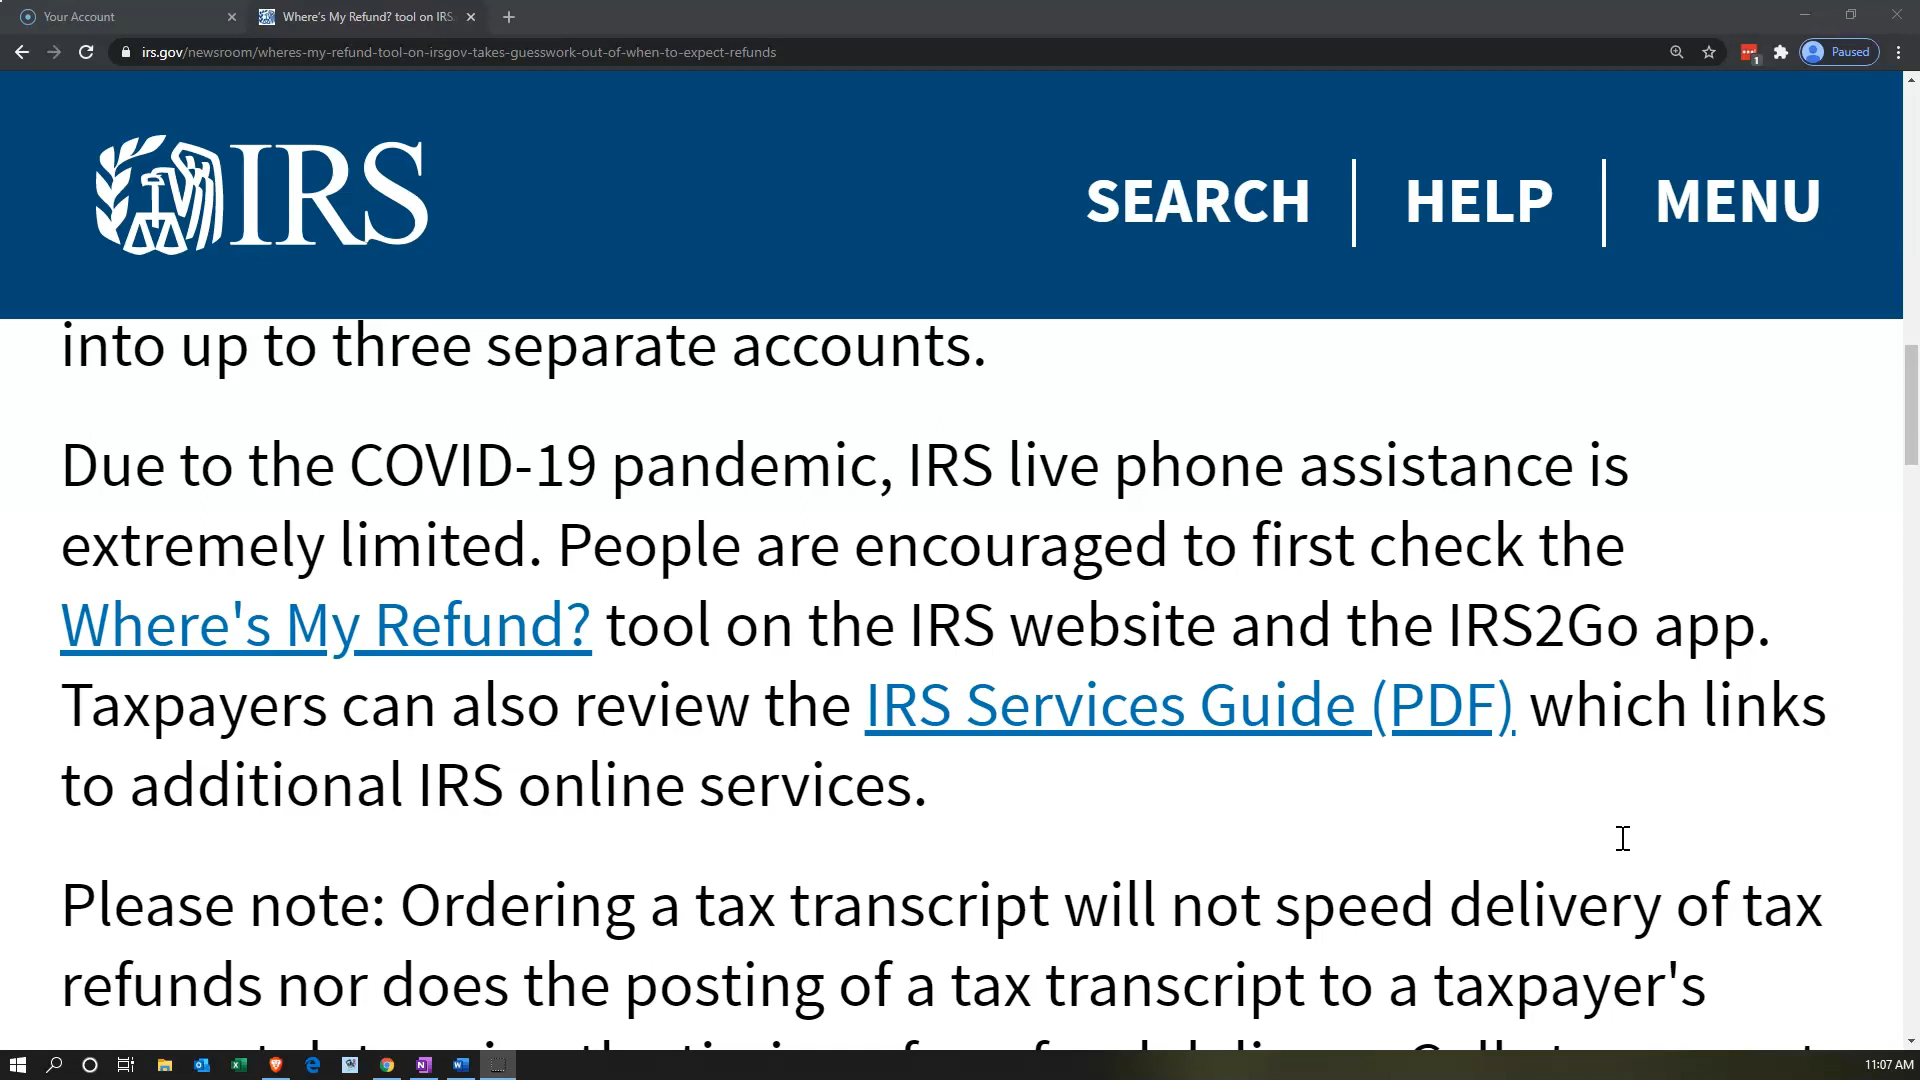 Your Account
Where's My Refund? tool on IRS.
irs.gov/newsroom/wheres-my-refund-tool-on-irsgov-takes-guesswork-out-of-when-to-expect-refunds
1
Paused
IRS
SEARCH
HELP
MENU
into up to three separate accounts.
Due to the COVID-19 pandemic, IRS live phone assistance is
extremely limited. People are encouraged to first check the
Where's My Refund? tool on the IRS website and the IRS2Go app.
Taxpayers can also review the IRS Services Guide (PDF) which links
to additional IRS online services.
Please note: Ordering a tax transcript will not speed delivery of tax
refunds nor does the posting of a tax transcript to a taxpayer's
11:07 AM